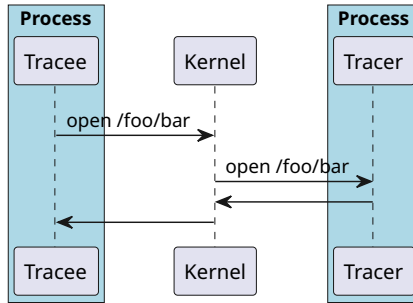 Process
Process
Tracee
Kernel
Tracer
open /foo/bar
open /foo/bar
Tracee
Kernel
Tracer